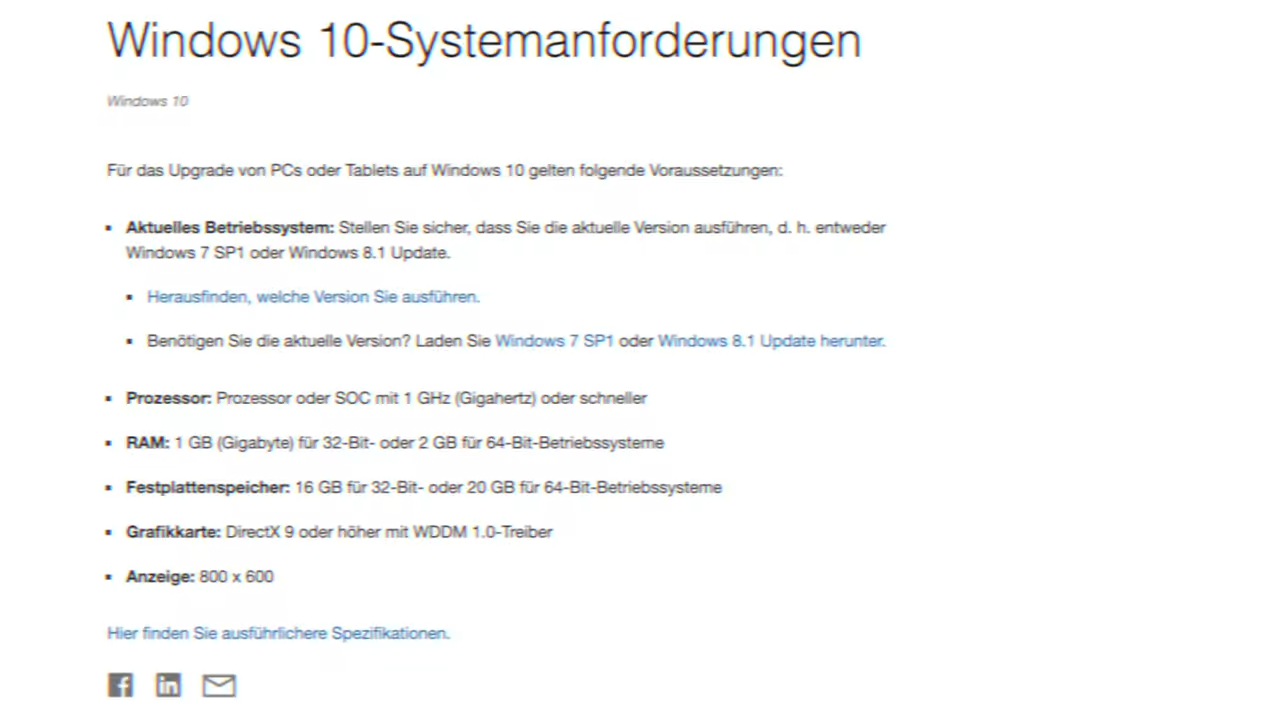 Windows 10-Systemanforderungen
Windows 10
Für das Upgrade von PCs oder Tablets auf Windows 10 gelten folgende Voraussetzungen:
▪ Aktuelles Betriebssystem: Stellen Sie sicher, dass Sie die aktuelle Version ausführen, d. h. entweder
Windows 7 SP1 oder Windows 8.1 Update.
▪ Herausfinden, welche Version Sie ausführen.
▪ Benötigen Sie die aktuelle Version? Laden Sie Windows 7 SP1 oder Windows 8.1 Update herunter.
▪ Prozessor: Prozessor oder SOC mit 1 GHz (Gigahertz) oder schneller
▪ RAM: 1 GB (Gigabyte) für 32-Bit- oder 2 GB für 64-Bit-Betriebssysteme
▪ Festplattenspeicher: 16 GB für 32-Bit- oder 20 GB für 64-Bit-Betriebssysteme
▪ Grafikkarte: DirectX 9 oder höher mit WDDM 1.0-Treiber
▪ Anzeige: 800 x 600
Hier finden Sie ausführlichere Spezifikationen.